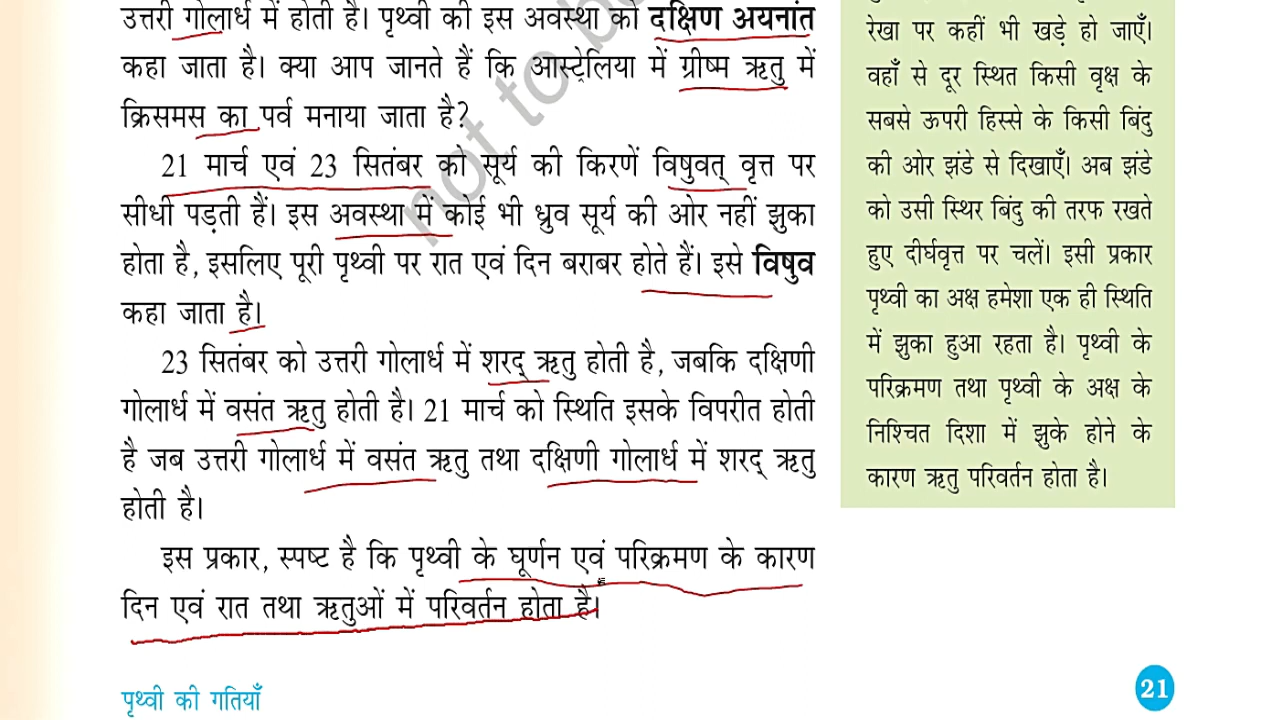 उत्तरी गोलार्ध में होती है। पृथ्वी की इस अवस्था को दक्षिण अयनांत
कहा जाता है। क्या आप जानते हैं कि आस्ट्रेलिया में ग्रीष्म ऋतु में
क्रिसमस का पर्व मनाया जाता है?
21 मार्च एवं 23 सितंबर को सूर्य की किरणें विषुवत् वृत्त पर
सीधी पड़ती हैं। इस अवस्था में कोई भी ध्रुव सूर्य की ओर नहीं झुका
होता है, इसलिए पूरी पृथ्वी पर रात एवं दिन बराबर होते हैं। इसे विषुव
कहा जाता है।
23 सितंबर को उत्तरी गोलार्ध में शरद् ऋतु होती है, जबकि दक्षिणी
गोलार्ध में वसंत ऋतु होती है। 21 मार्च को स्थिति इसके विपरीत होती
है जब उत्तरी गोलार्ध में वसंत ऋतु तथा दक्षिणी गोलार्ध में शरद् ऋतु
होती है।
इस प्रकार, स्पष्ट है कि पृथ्वी के घूर्णन एवं परिक्रमण के कारण
दिन एवं रात तथा ऋतुओं में परिवर्तन होता है।
रेखा पर कहीं भी खड़े हो जाएँ।
वहाँ से दूर स्थित किसी वृक्ष के
सबसे ऊपरी हिस्से के किसी बिंदु
की ओर झंडे से दिखाएँ। अब झंडे
को उसी स्थिर बिंदु की तरफ रखते
हुए दीर्घवृत्त पर चलें। इसी प्रकार
पृथ्वी का अक्ष हमेशा एक ही स्थिति
में झुका हुआ रहता है। पृथ्वी के
परिक्रमण तथा पृथ्वी के अक्ष के
निश्चित दिशा में झुके होने के
कारण ऋतु परिवर्तन होता है।
not to be
पृथ्वी की गतियाँ
21